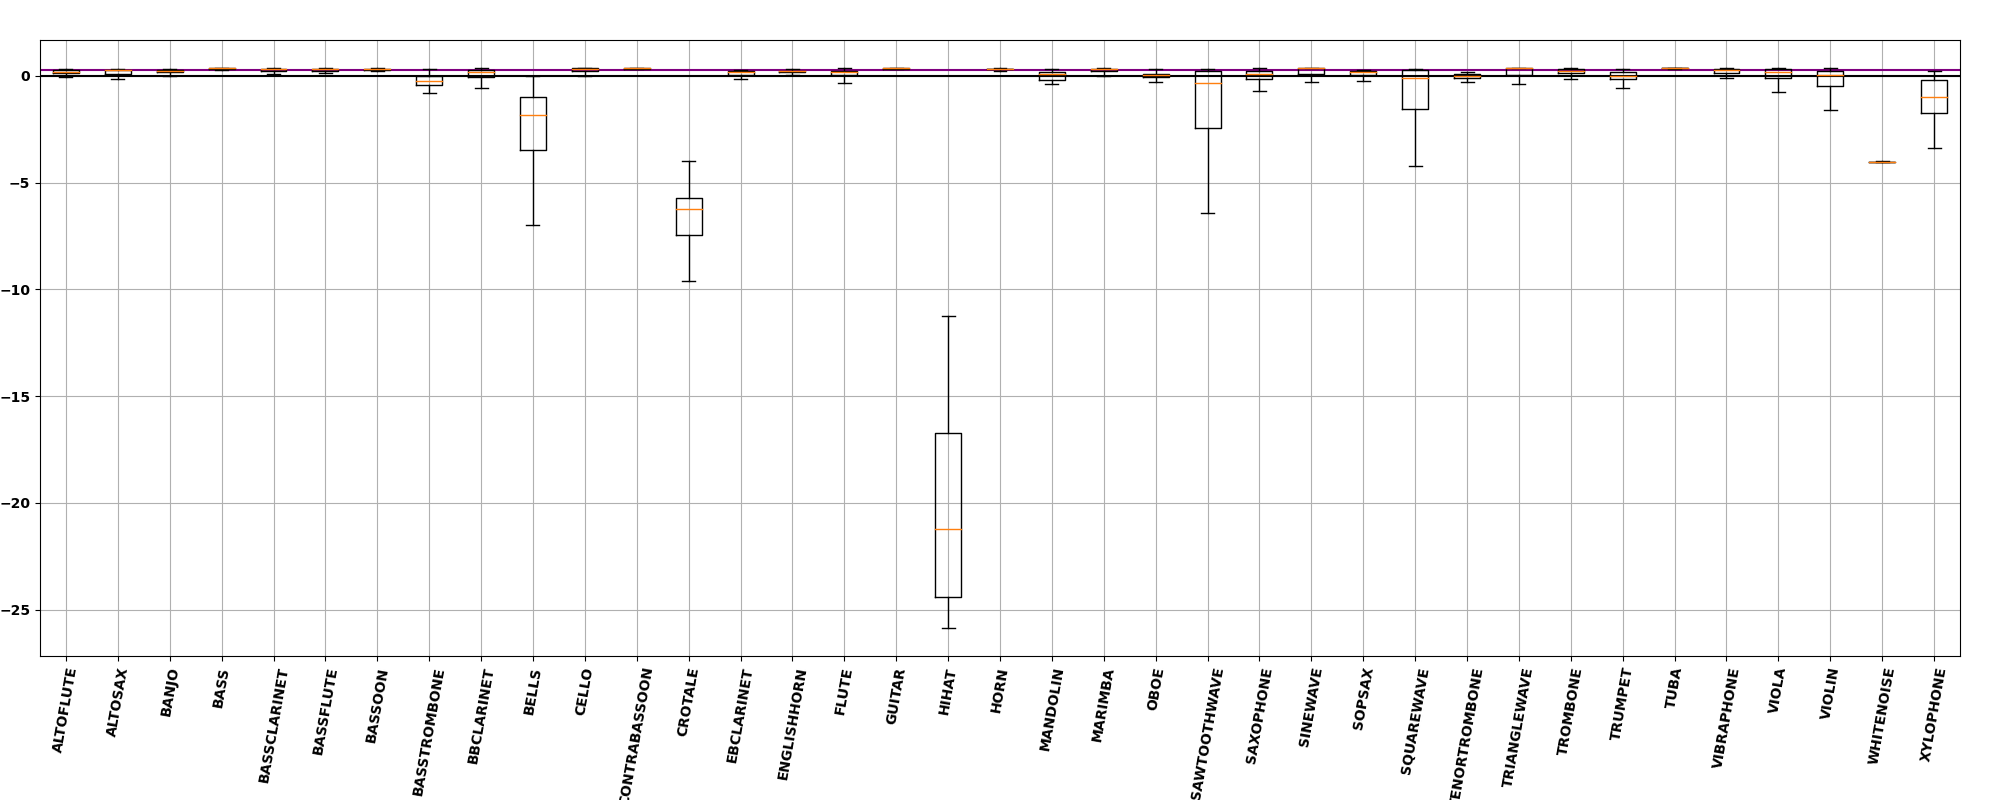 0
−5
−10
−15
−20
−25
ALTOFLUTE
ALTOSAX
BANJO
BASS
BASSCLARINET
BASSFLUTE
BASSOON
BASSTROMBONE
BBCLARINET
BELLS
CELLO
CONTRABASSOON
CROTALE
EBCLARINET
ENGLISHHORN
FLUTE
GUITAR
HIHAT
HORN
MANDOLIN
MARIMBA
OBOE
SAWTOOTHWAVE
SAXOPHONE
SINEWAVE
SOPSAX
SQUAREWAVE
TENORTROMBONE
TRIANGLEWAVE
TROMBONE
TRUMPET
TUBA
VIBRAPHONE
VIOLA
VIOLIN
WHITENOISE
XYLOPHONE